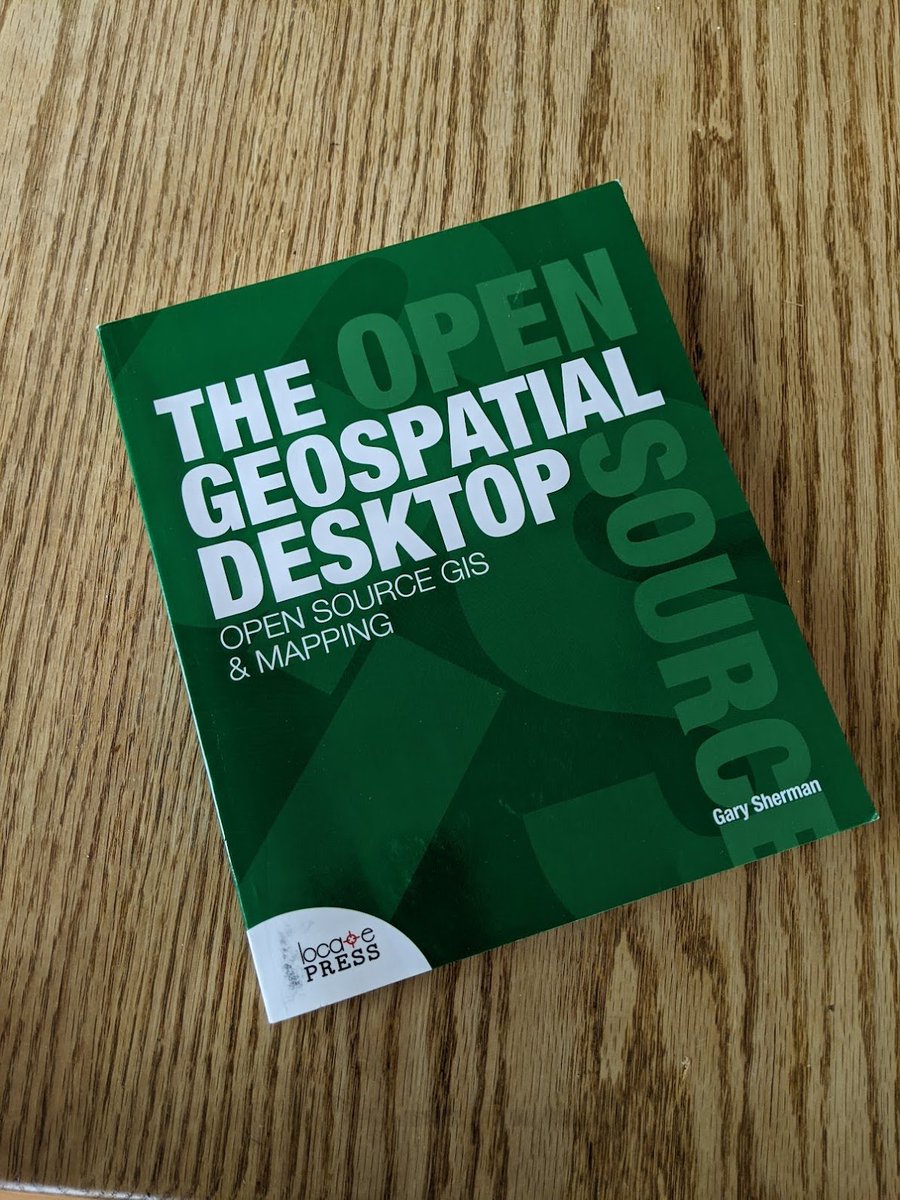 THE OPEN
GEOSPATIAL
DESKTOP
OPEN SOURCE GIS
& MAPPING
SOURCE
Gary Sherman
locate
PRESS